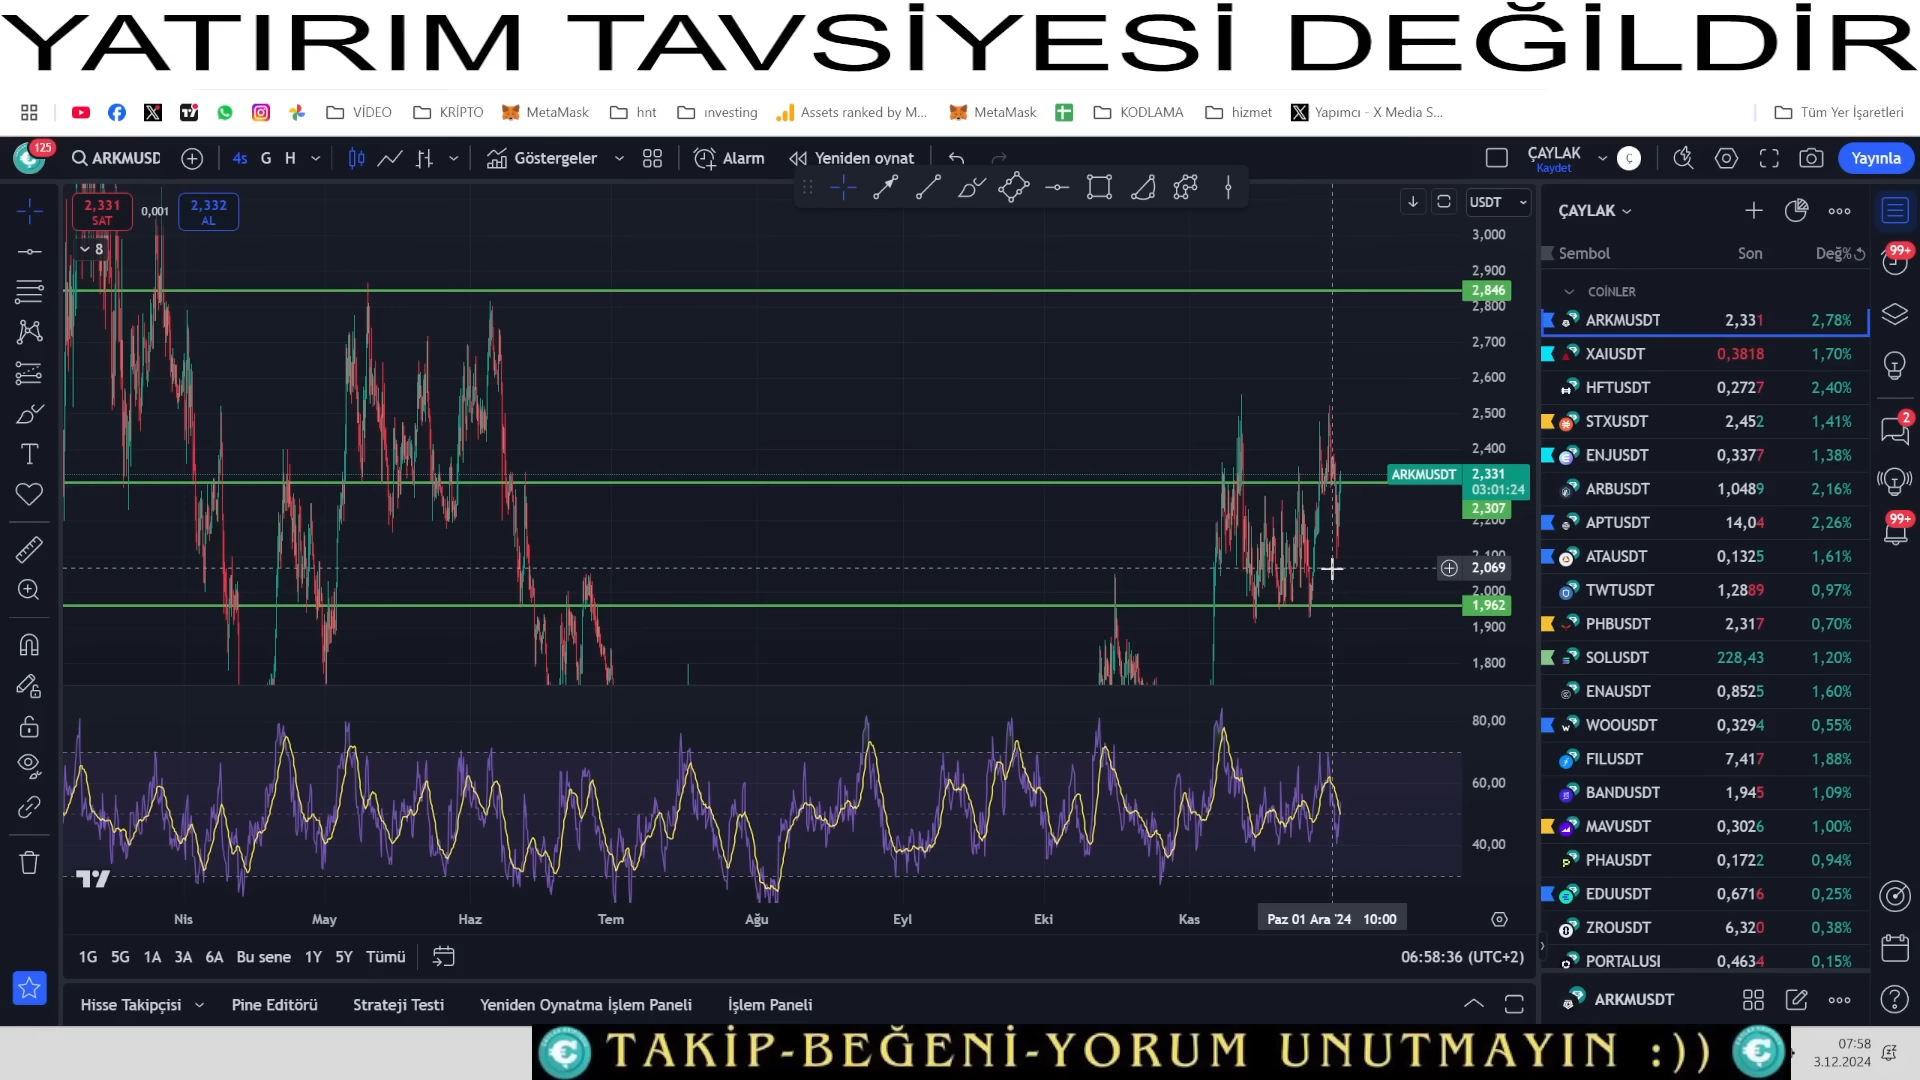 YATIRIM TAVSİYESİ DEĞİLDİR
VİDEO KRİPTO MetaMask hnt ınvesting Assets ranked by M... MetaMask KODLAMA hizmet Yapımcı - X Media S... Tüm Yer İşaretleri
125 ARKMUSD 4s G H Göstergeler Alarm Yeniden oynat ÇAYLAK Kaydet Ç Yayınla
2,331 SAT 0,001 2,332 AL
8
USDT
3,000
2,900
2,846
2,800
2,700
2,600
2,500
2,400
ARKMUSDT 2,331
03:01:24
2,307
2,200
2,100
2,069
2,000
1,962
1,900
1,800
80,00
60,00
40,00
Nis May Haz Tem Ağu Eyl Eki Kas Paz 01 Ara '24 10:00
1G 5G 1A 3A 6A Bu sene 1Y 5Y Tümü 06:58:36 (UTC+2)
Hisse Takipçisi Pine Editörü Strateji Testi Yeniden Oynatma İşlem Paneli İşlem Paneli
ÇAYLAK
Sembol Son Değ%
COİNLER
ARKMUSDT 2,331 2,78%
XAIUSDT 0,3818 1,70%
HFTUSDT 0,2727 2,40%
STXUSDT 2,452 1,41%
ENJUSDT 0,3377 1,38%
ARBUSDT 1,0489 2,16%
APTUSDT 14,04 2,26%
ATAUSDT 0,1325 1,61%
TWTUSDT 1,2889 0,97%
PHBUSDT 2,317 0,70%
SOLUSDT 228,43 1,20%
ENAUSDT 0,8525 1,60%
WOOUSDT 0,3294 0,55%
FILUSDT 7,417 1,88%
BANDUSDT 1,945 1,09%
MAVUSDT 0,3026 1,00%
PHAUSDT 0,1722 0,94%
EDUUSDT 0,6716 0,25%
ZROUSDT 6,320 0,38%
PORTALUSI 0,4634 0,15%
ARKMUSDT
99+
2
99+
TAKİP-BEĞENİ-YORUM UNUTMAYIN :))
07:58
3.12.2024